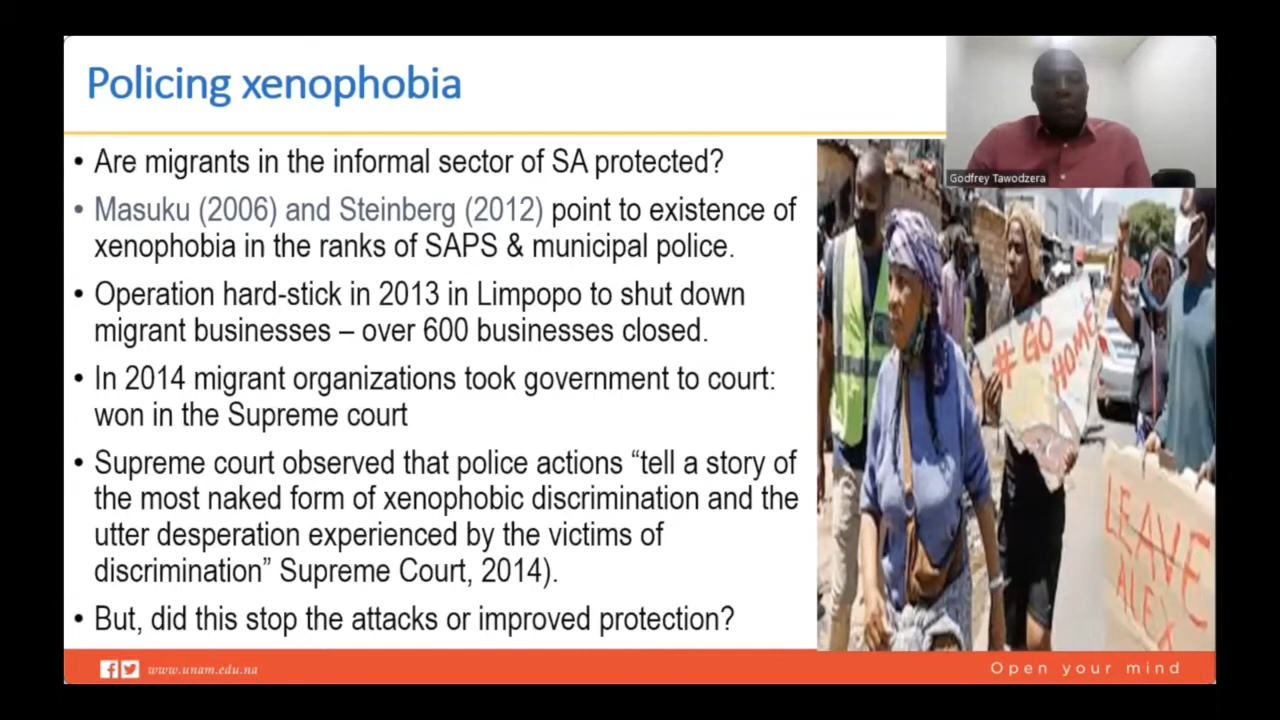 Policing xenophobia
Godfrey Tawodzera
• Are migrants in the informal sector of SA protected?
• Masuku (2006) and Steinberg (2012) point to existence of
xenophobia in the ranks of SAPS & municipal police.
• Operation hard-stick in 2013 in Limpopo to shut down
migrant businesses – over 600 businesses closed.
• In 2014 migrant organizations took government to court:
won in the Supreme court
• Supreme court observed that police actions “tell a story of
the most naked form of xenophobic discrimination and the
utter desperation experienced by the victims of
discrimination” Supreme Court, 2014).
• But, did this stop the attacks or improved protection?
# GO
HOME
LEAVE
ALEX
www.unam.edu.na
Open your mind